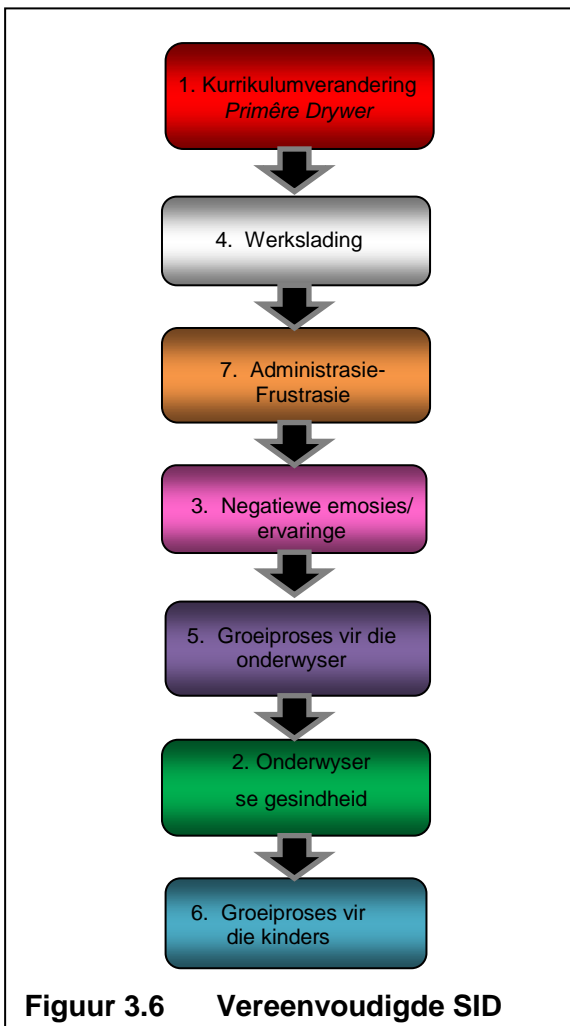 1. Kurrikulumverandering
Primêre Drywer
4. Werkslading
7. Administrasie-
Frustrasie
3. Negatiewe emosies/
ervaringe
5. Groeiproses vir die
onderwyser
2. Onderwyser
se gesindheid
6. Groeiproses vir
die kinders
Figuur 3.6 Vereenvoudigde SID